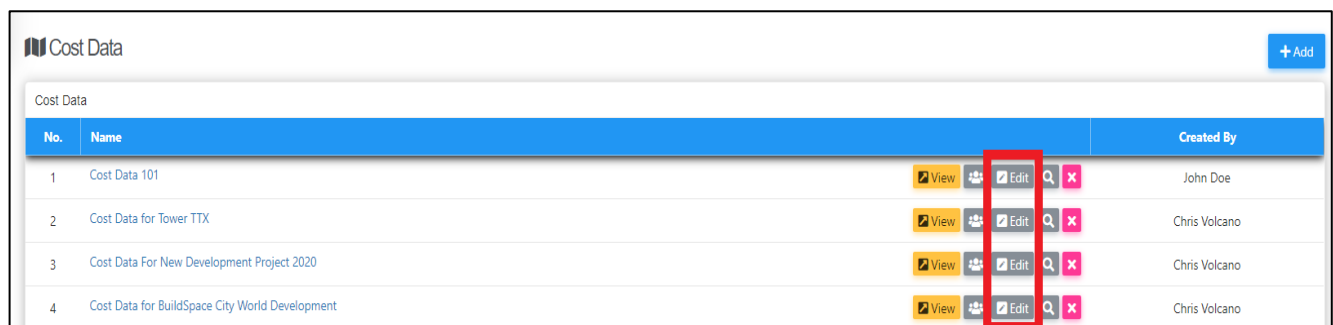 Cost Data
+ Add
Cost Data
No. Name Created By
1 Cost Data 101 View Edit John Doe
2 Cost Data for Tower TTX View Edit Chris Volcano
3 Cost Data For New Development Project 2020 View Edit Chris Volcano
4 Cost Data for BuildSpace City World Development View Edit Chris Volcano